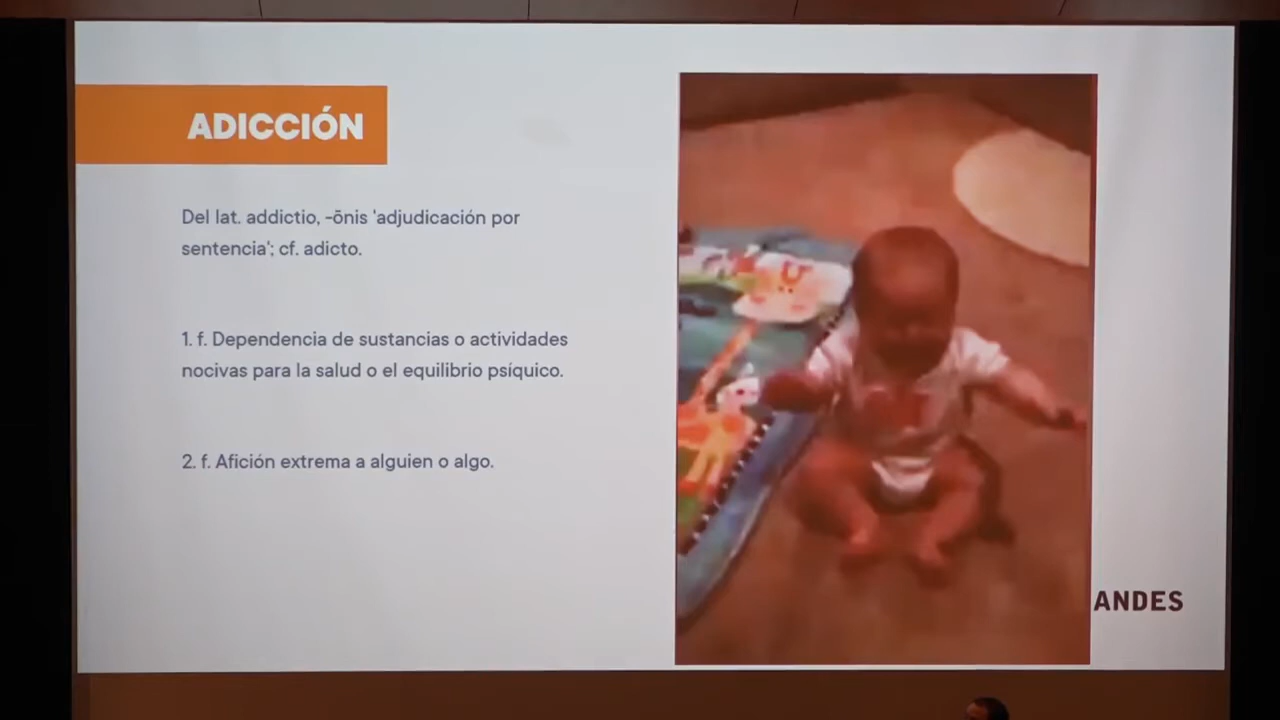 ADICCIÓN
Del lat. addictio, -ōnis 'adjudicación por
sentencia'; cf. adicto.
1. f. Dependencia de sustancias o actividades
nocivas para la salud o el equilibrio psíquico.
2. f. Afición extrema a alguien o algo.
ANDES